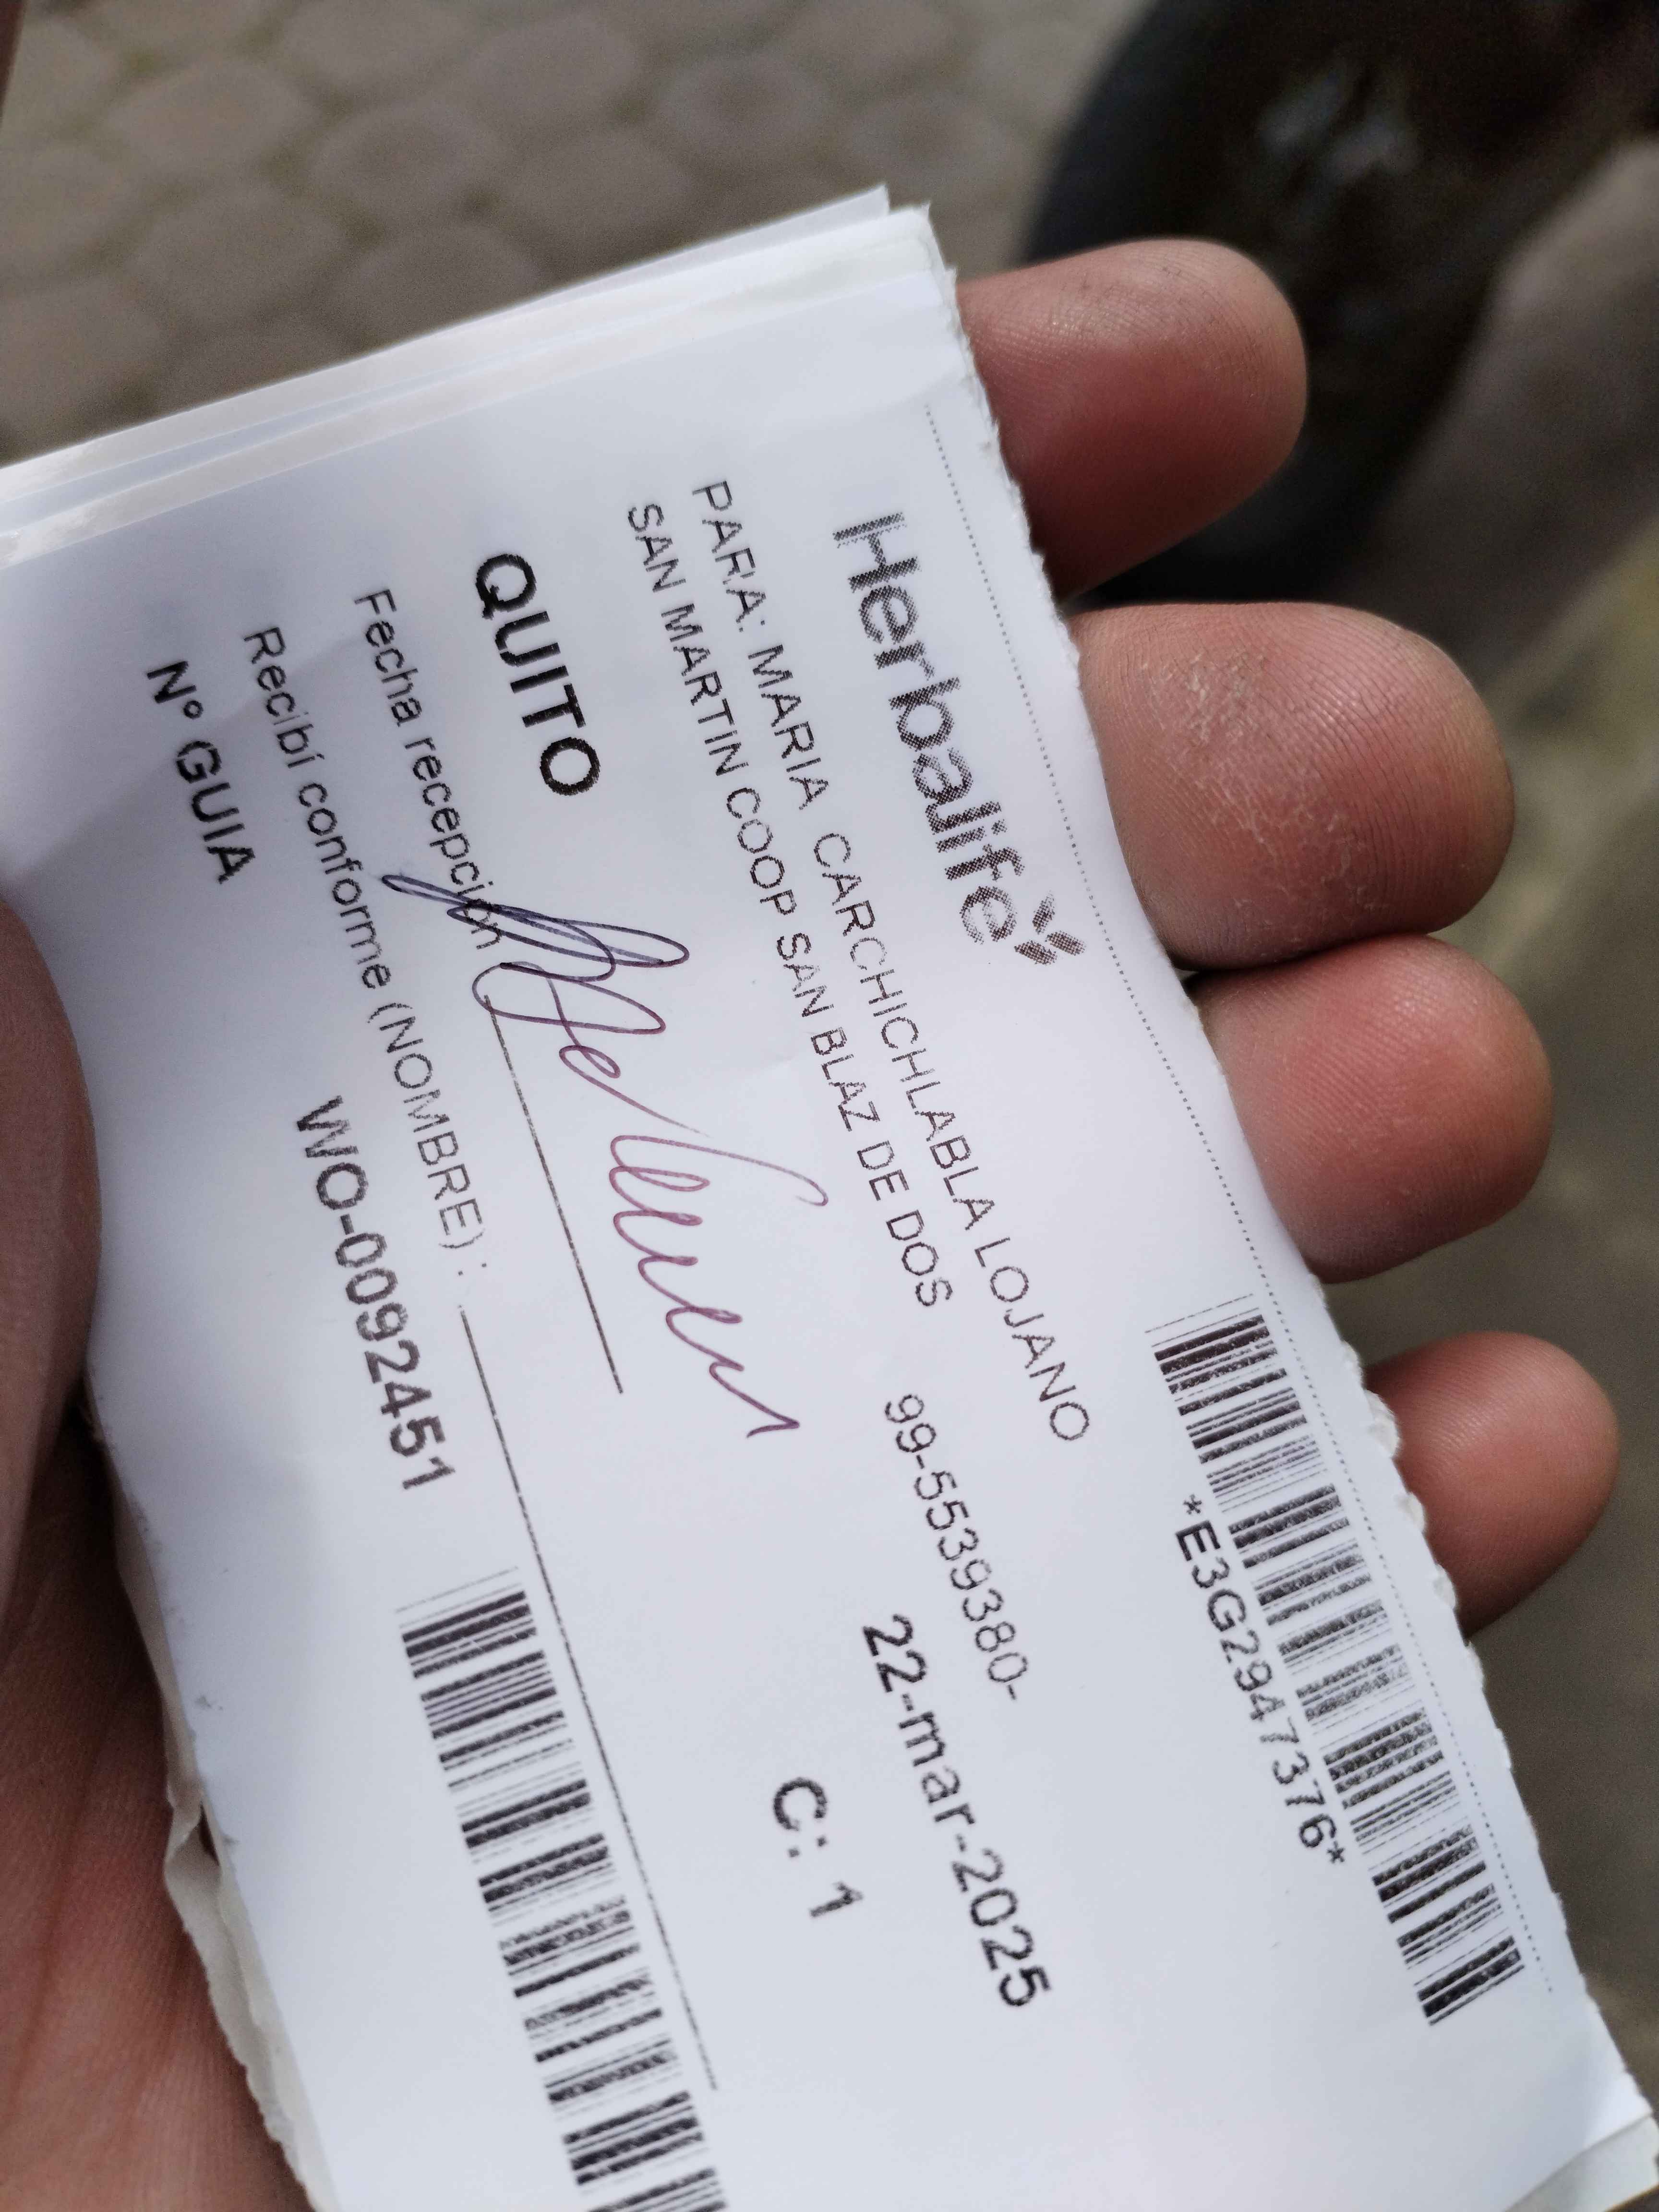 Herbalife
*E3G2947376*
PARA: MARIA CARCHICHLABLA LOJANO
SAN MARTIN COOP SAN BLAZ DE DOS
99-5539380-
22-mar-2025
QUITO
C: 1
Fecha recepción
Recibí conforme (NOMBRE) :
Nº GUIA
WO-0092451